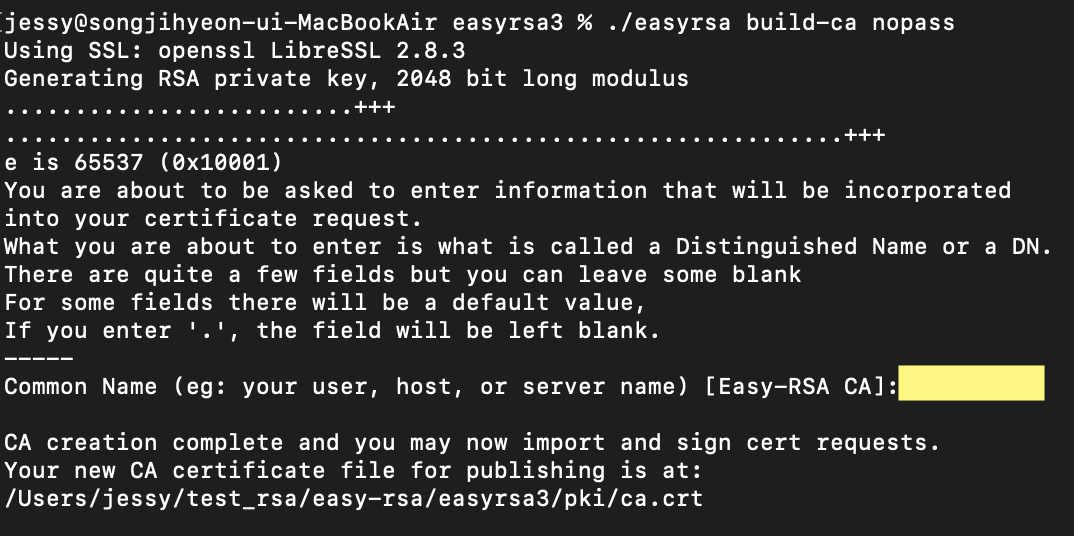 jessy@songjihyeon-ui-MacBookAir easyrsa3 % ./easyrsa build-ca nopass
Using SSL: openssl LibreSSL 2.8.3
Generating RSA private key, 2048 bit long modulus
.........................+++
............................................................+++
e is 65537 (0x10001)
You are about to be asked to enter information that will be incorporated
into your certificate request.
What you are about to enter is what is called a Distinguished Name or a DN.
There are quite a few fields but you can leave some blank
For some fields there will be a default value,
If you enter '.', the field will be left blank.
-----
Common Name (eg: your user, host, or server name) [Easy-RSA CA]:
CA creation complete and you may now import and sign cert requests.
Your new CA certificate file for publishing is at:
/Users/jessy/test_rsa/easy-rsa/easyrsa3/pki/ca.crt